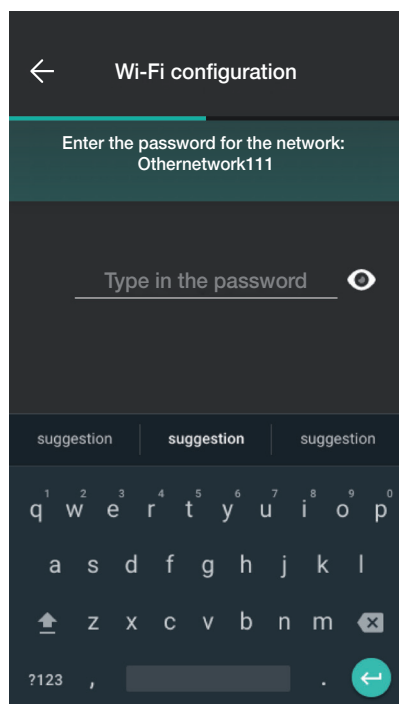 Wi-Fi configuration
Enter the password for the network:
Othernetwork111
Type in the password
suggestion suggestion suggestion
1 2 3 4 5 6 7 8 9 0
q w e r t y u i o p
a s d f g h j k l
z x c v b n m
?123 , .